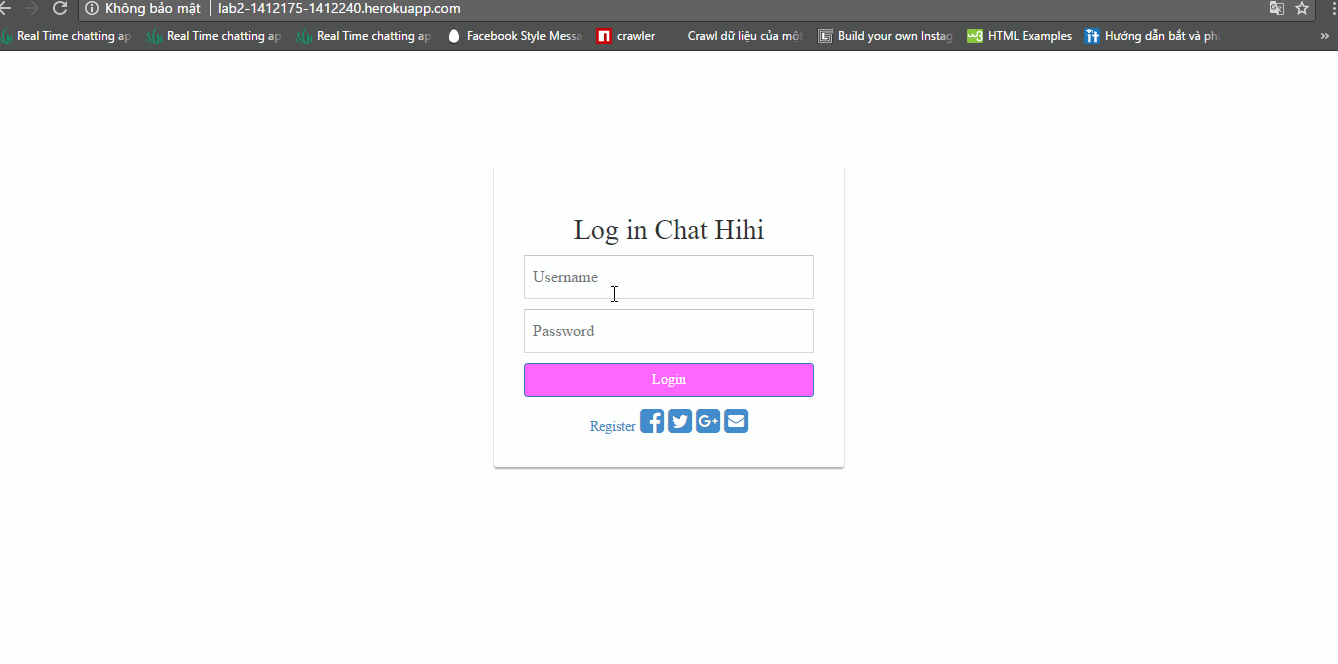 Không bảo mật lab2-1412175-1412240.herokuapp.com
Real Time chatting ap Real Time chatting ap Real Time chatting ap Facebook Style Messa crawler Crawl dữ liệu của một Build your own Instag HTML Examples Hướng dẫn bắt và ph »
Log in Chat Hihi
Username
Password
Login
Register